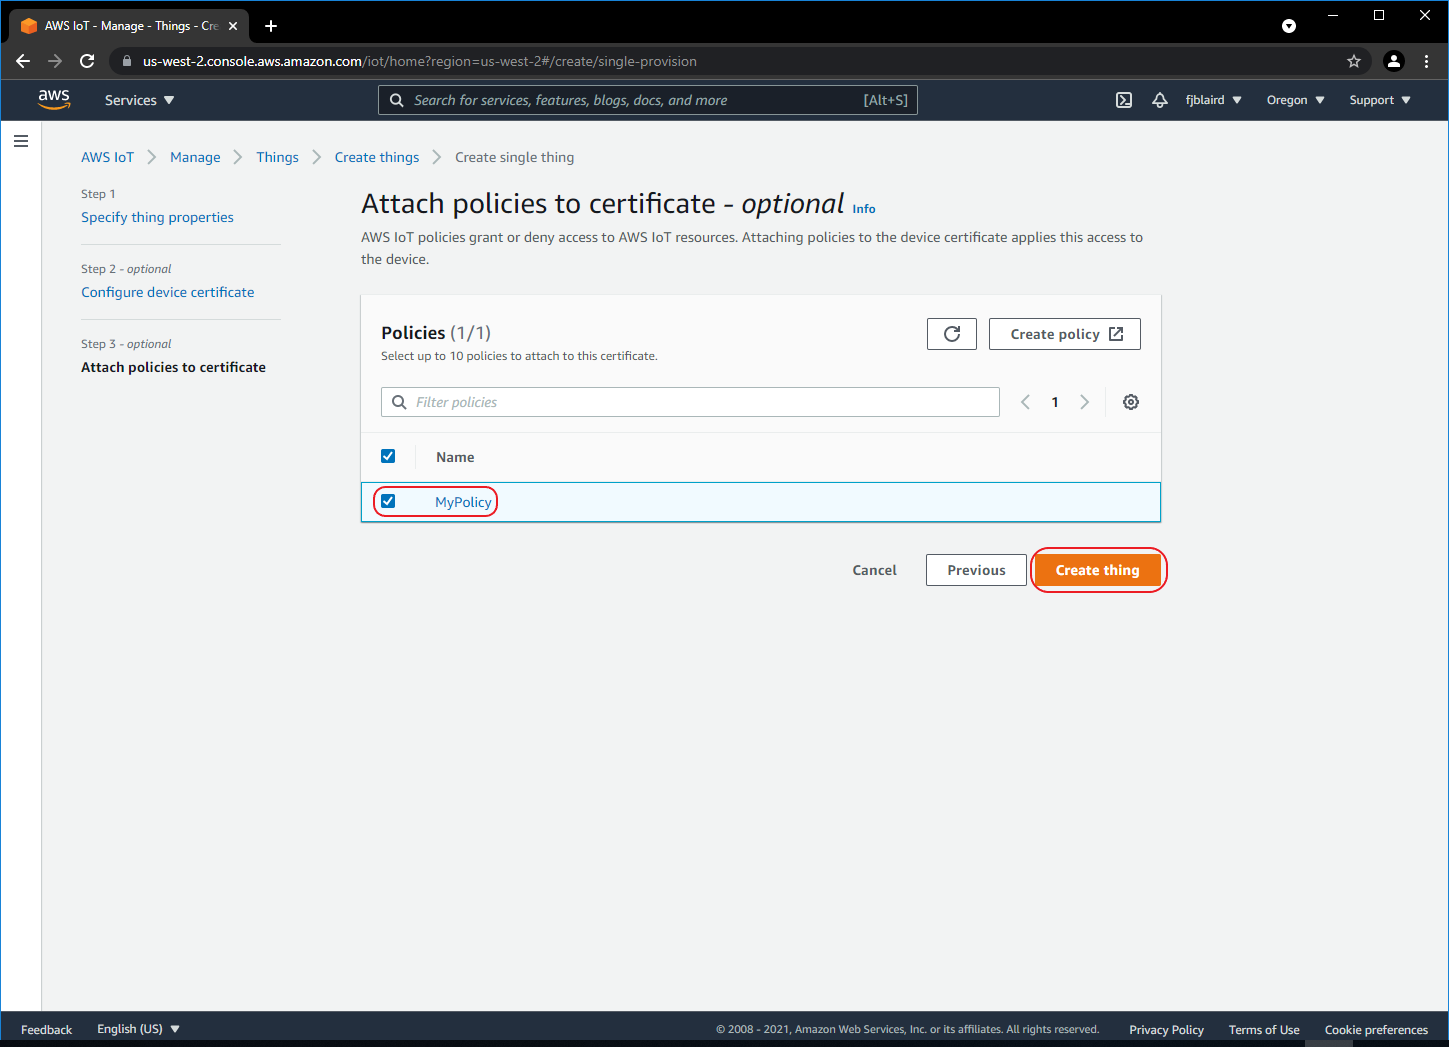 AWS IoT - Manage - Things - Cre
us-west-2.console.aws.amazon.com/iot/home?region=us-west-2#/create/single-provision
aws Services Search for services, features, blogs, docs, and more [Alt+S] fjblaird Oregon Support
AWS IoT Manage Things Create things Create single thing
Step 1
Specify thing properties
Step 2 - optional
Configure device certificate
Step 3 - optional
Attach policies to certificate
Attach policies to certificate - optional Info
AWS IoT policies grant or deny access to AWS IoT resources. Attaching policies to the device certificate applies this access to
the device.
Policies (1/1)
Select up to 10 policies to attach to this certificate.
Create policy
Filter policies
1
Name
MyPolicy
Cancel Previous Create thing
Feedback English (US) © 2008 - 2021, Amazon Web Services, Inc. or its affiliates. All rights reserved. Privacy Policy Terms of Use Cookie preferences